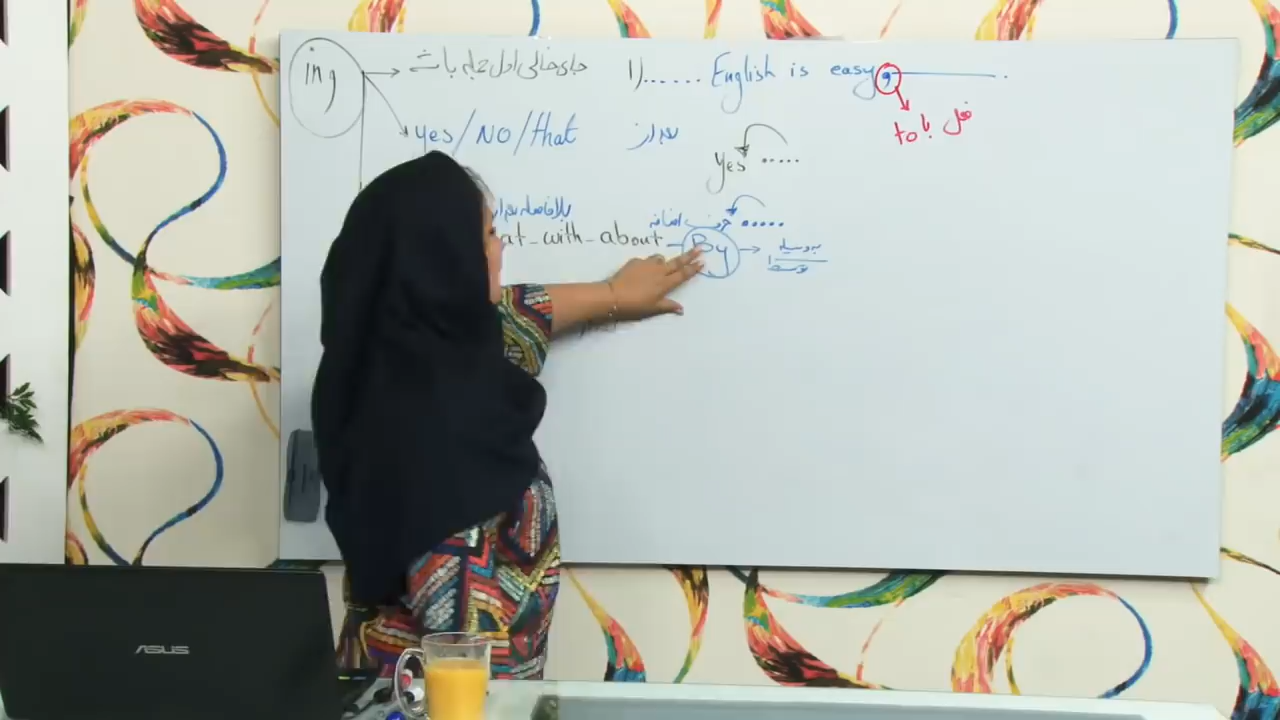 ing
جای خالی اول جمله باشد
1)...... English is easy و ———.
فعل با to
yes/NO/that
بعد از
yes .....
بلافاصله بعد از
حرف اضافه .....
at-with-about-By
به وسیله
توسط
ASUS